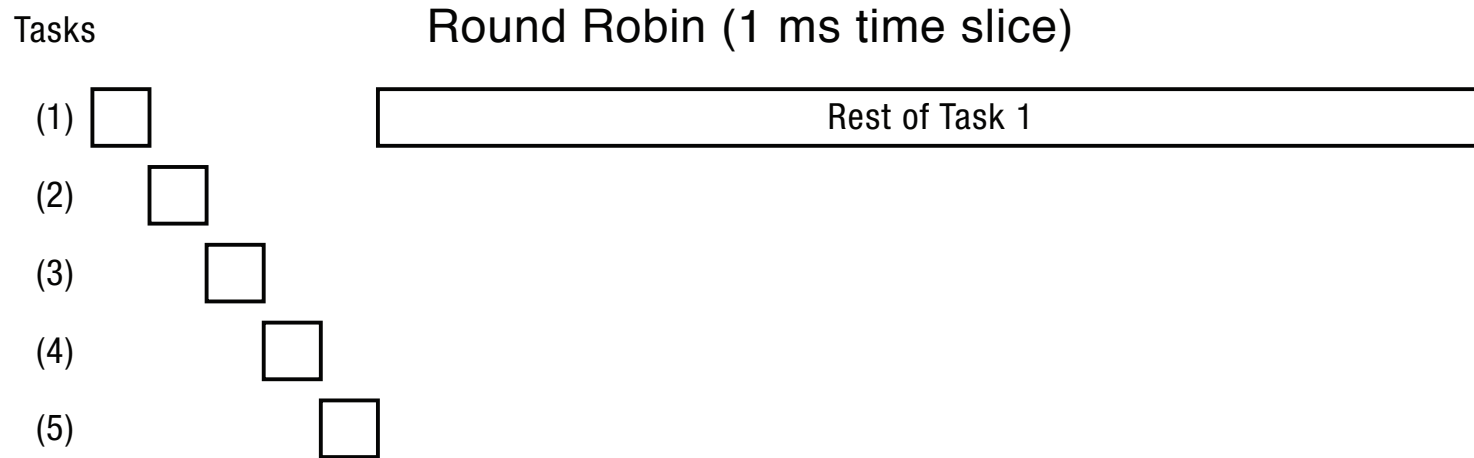 Tasks
Round Robin (1 ms time slice)
(1)
Rest of Task 1
(2)
(3)
(4)
(5)